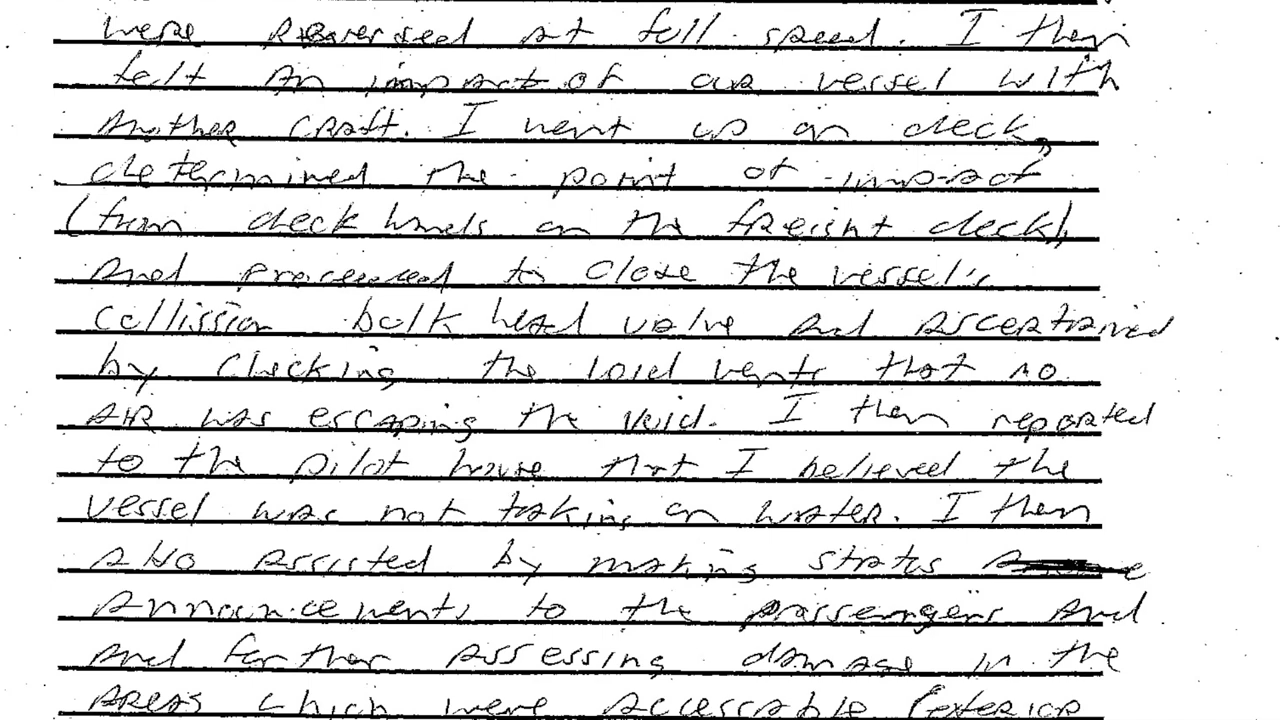 were reversed at full speed. I then
felt an impact of our vessel with
another craft. I went up on deck,
determined the point of impact
(from deck hands on the freight deck),
and proceeded to close the vessel's
collission bulk head valve and ascertained
by checking the void vents that no
air was escaping the void. I then reported
to the pilot house that I believed the
vessel was not taking on water. I then
also assisted by making status
announcements to the passengers and
and further assessing damage in the
areas which were accessable (exterior